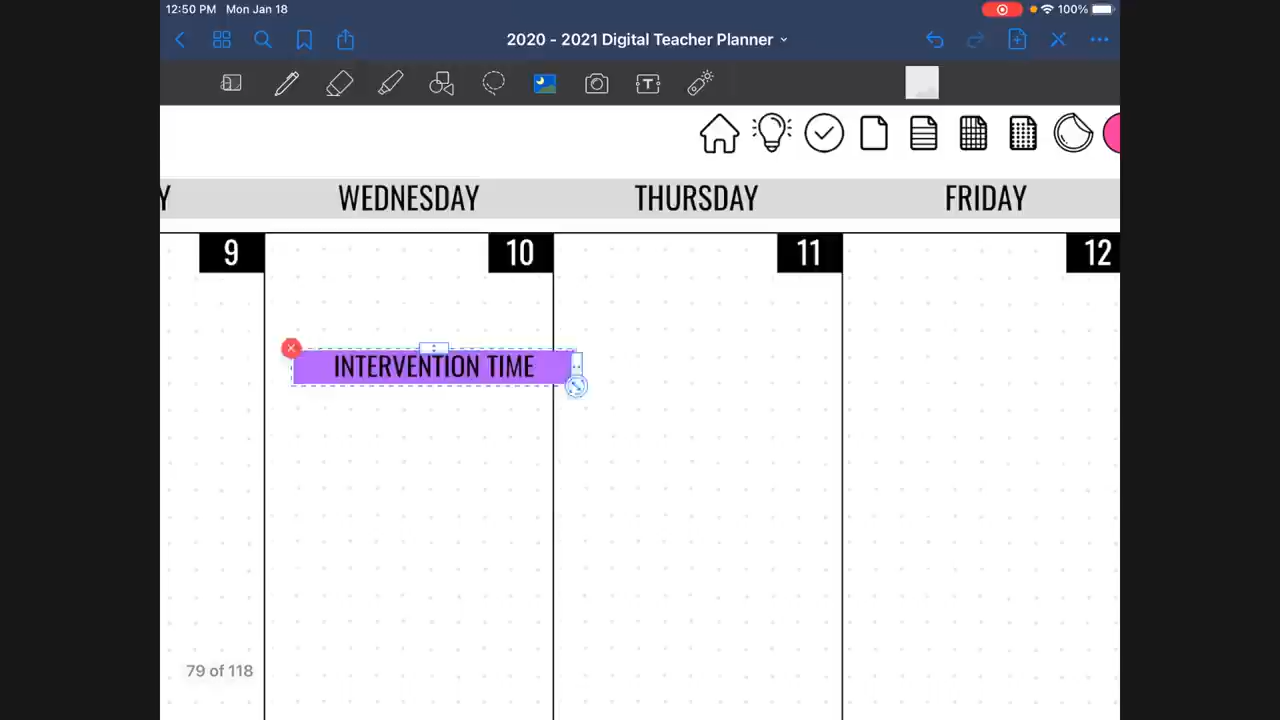 12:50 PM Mon Jan 18
100%
2020 - 2021 Digital Teacher Planner
T
Y WEDNESDAY THURSDAY FRIDAY
9 10 11 12
INTERVENTION TIME
79 of 118